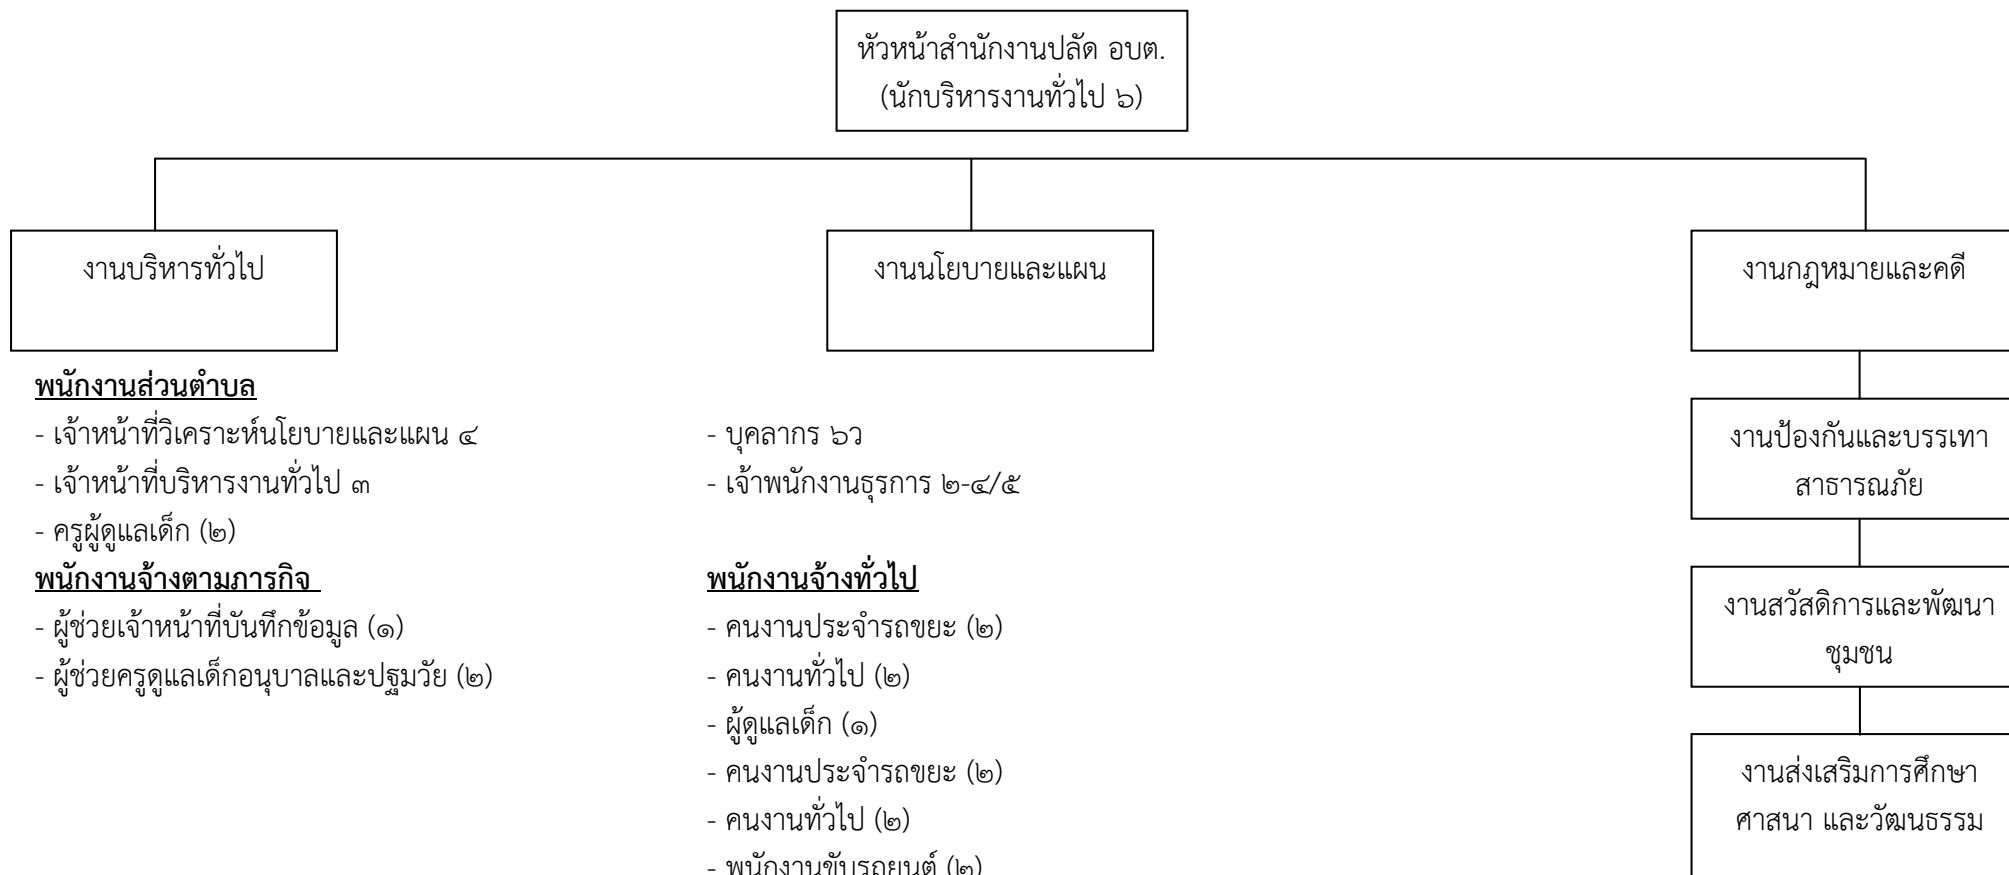 หัวหน้าสำนักงานปลัด อบต.
(นักบริหารงานทั่วไป ๖)
งานบริหารทั่วไป
งานนโยบายและแผน
งานกฎหมายและคดี
พนักงานส่วนตำบล
- เจ้าหน้าที่วิเคราะห์นโยบายและแผน ๔
- เจ้าหน้าที่บริหารงานทั่วไป ๓
- ครูผู้ดูแลเด็ก (๒)
พนักงานจ้างตามภารกิจ
- ผู้ช่วยเจ้าหน้าที่บันทึกข้อมูล (๑)
- ผู้ช่วยครูดูแลเด็กอนุบาลและปฐมวัย (๒)
- บุคลากร ๖ว
- เจ้าพนักงานธุรการ ๒-๔/๕
พนักงานจ้างทั่วไป
- คนงานประจำรถขยะ (๒)
- คนงานทั่วไป (๒)
- ผู้ดูแลเด็ก (๑)
- คนงานประจำรถขยะ (๒)
- คนงานทั่วไป (๒)
- พนักงานขับรถยนต์ (๒)
งานป้องกันและบรรเทา
สาธารณภัย
งานสวัสดิการและพัฒนา
ชุมชน
งานส่งเสริมการศึกษา
ศาสนา และวัฒนธรรม